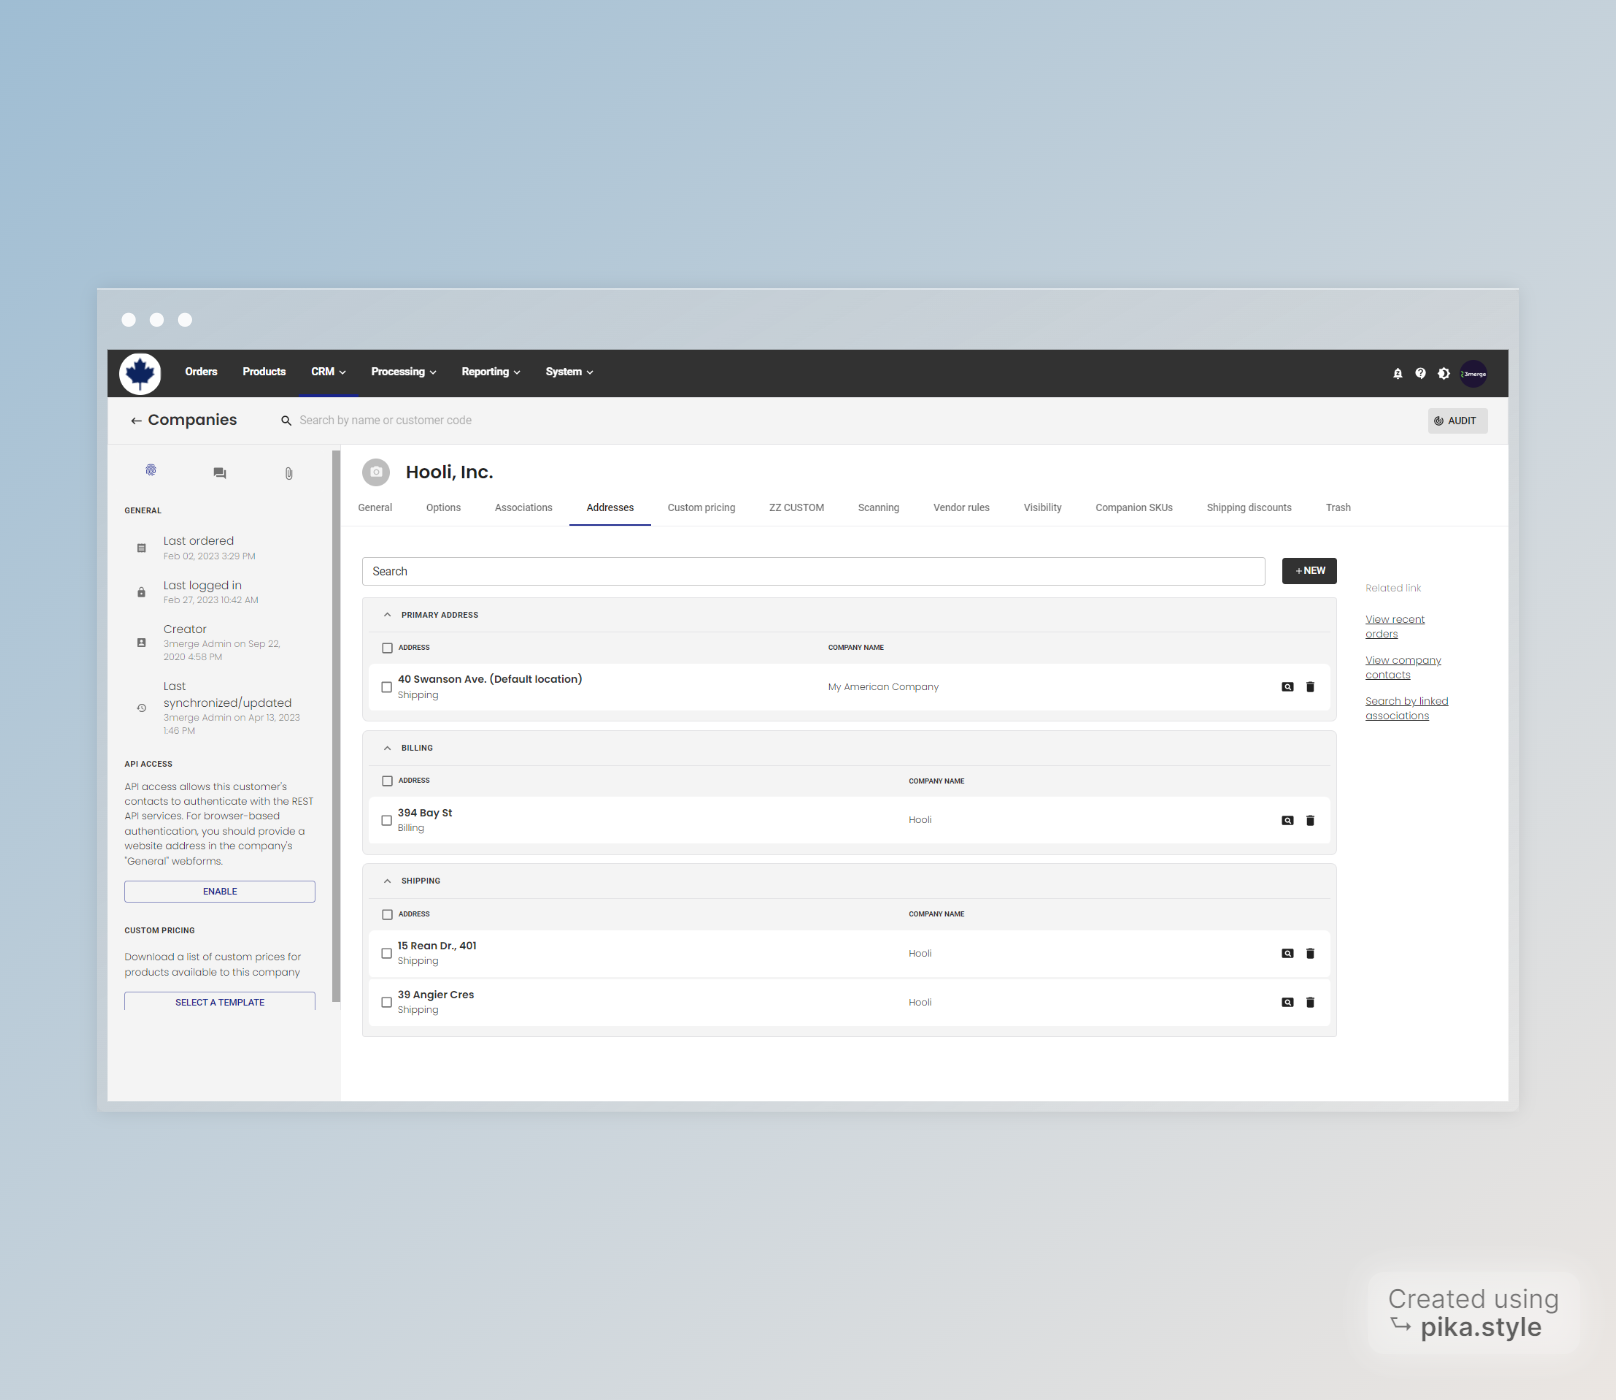 Orders Products CRM Processing Reporting System
3merge
Companies Search by name or customer code AUDIT
Hooli, Inc.
General Options Associations Addresses Custom pricing ZZ CUSTOM Scanning Vendor rules Visibility Companion SKUs Shipping discounts Trash
GENERAL
Last ordered
Feb 02, 2023 3:29 PM
Last logged in
Feb 27, 2023 10:42 AM
Creator
3merge Admin on Sep 22,
2020 4:58 PM
Last
synchronized/updated
3merge Admin on Apr 13, 2023
1:46 PM
API ACCESS
API access allows this customer's
contacts to authenticate with the REST
API services. For browser-based
authentication, you should provide a
website address in the company's
"General" webforms.
ENABLE
CUSTOM PRICING
Download a list of custom prices for
products available to this company
SELECT A TEMPLATE
Search + NEW
PRIMARY ADDRESS
ADDRESS COMPANY NAME
40 Swanson Ave. (Default location)
Shipping
My American Company
BILLING
ADDRESS COMPANY NAME
394 Bay St
Billing
Hooli
SHIPPING
ADDRESS COMPANY NAME
15 Rean Dr., 401
Shipping
Hooli
39 Angier Cres
Shipping
Hooli
Related link
View recent
orders
View company
contacts
Search by linked
associations
Created using
pika.style